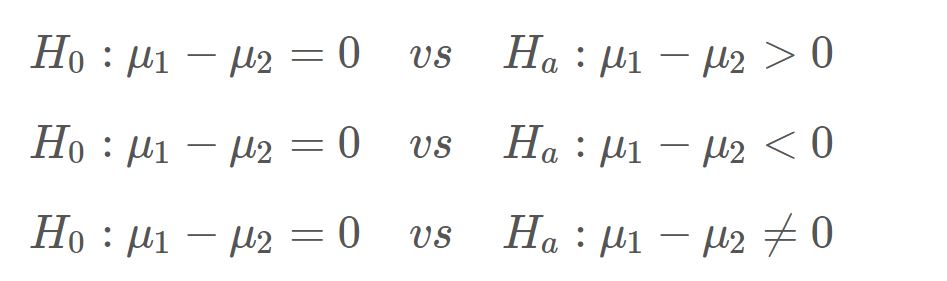 H₀ : μ₁ − μ₂ = 0 vs Hₐ : μ₁ − μ₂ > 0
H₀ : μ₁ − μ₂ = 0 vs Hₐ : μ₁ − μ₂ < 0
H₀ : μ₁ − μ₂ = 0 vs Hₐ : μ₁ − μ₂ ≠ 0